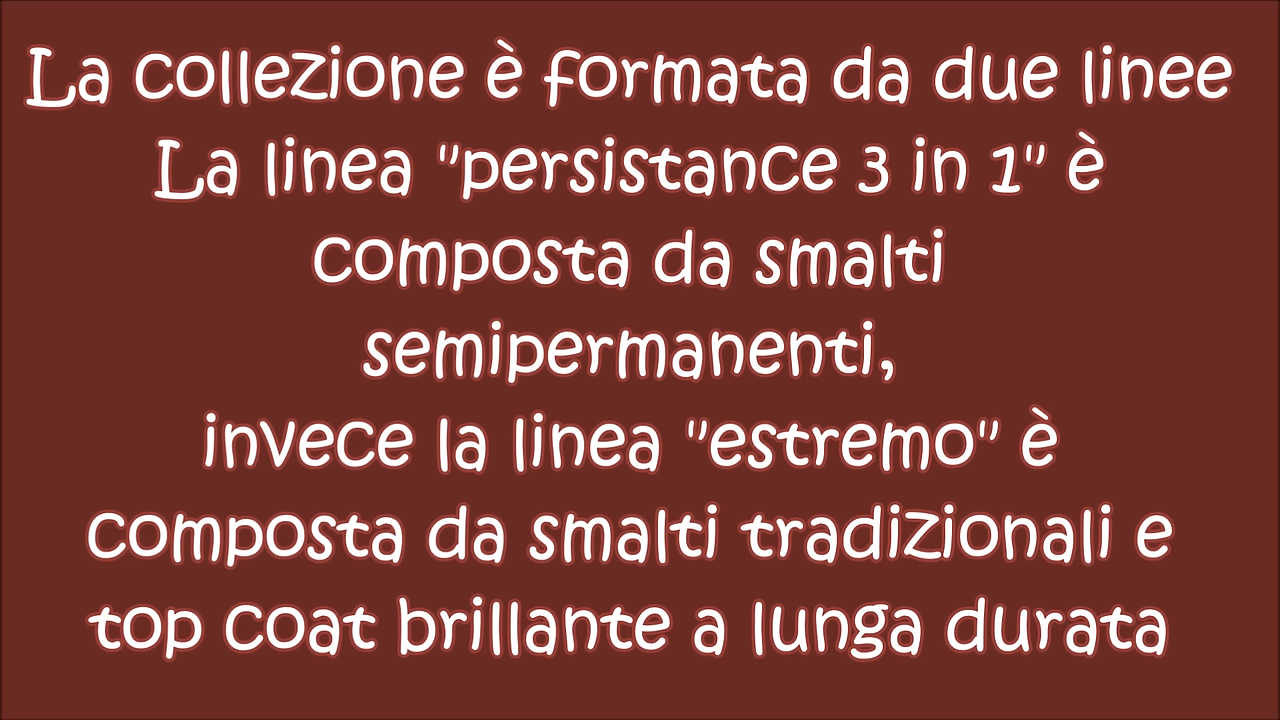 La collezione è formata da due linee
La linea "persistance 3 in 1" è
composta da smalti
semipermanenti,
invece la linea "estremo" è
composta da smalti tradizionali e
top coat brillante a lunga durata